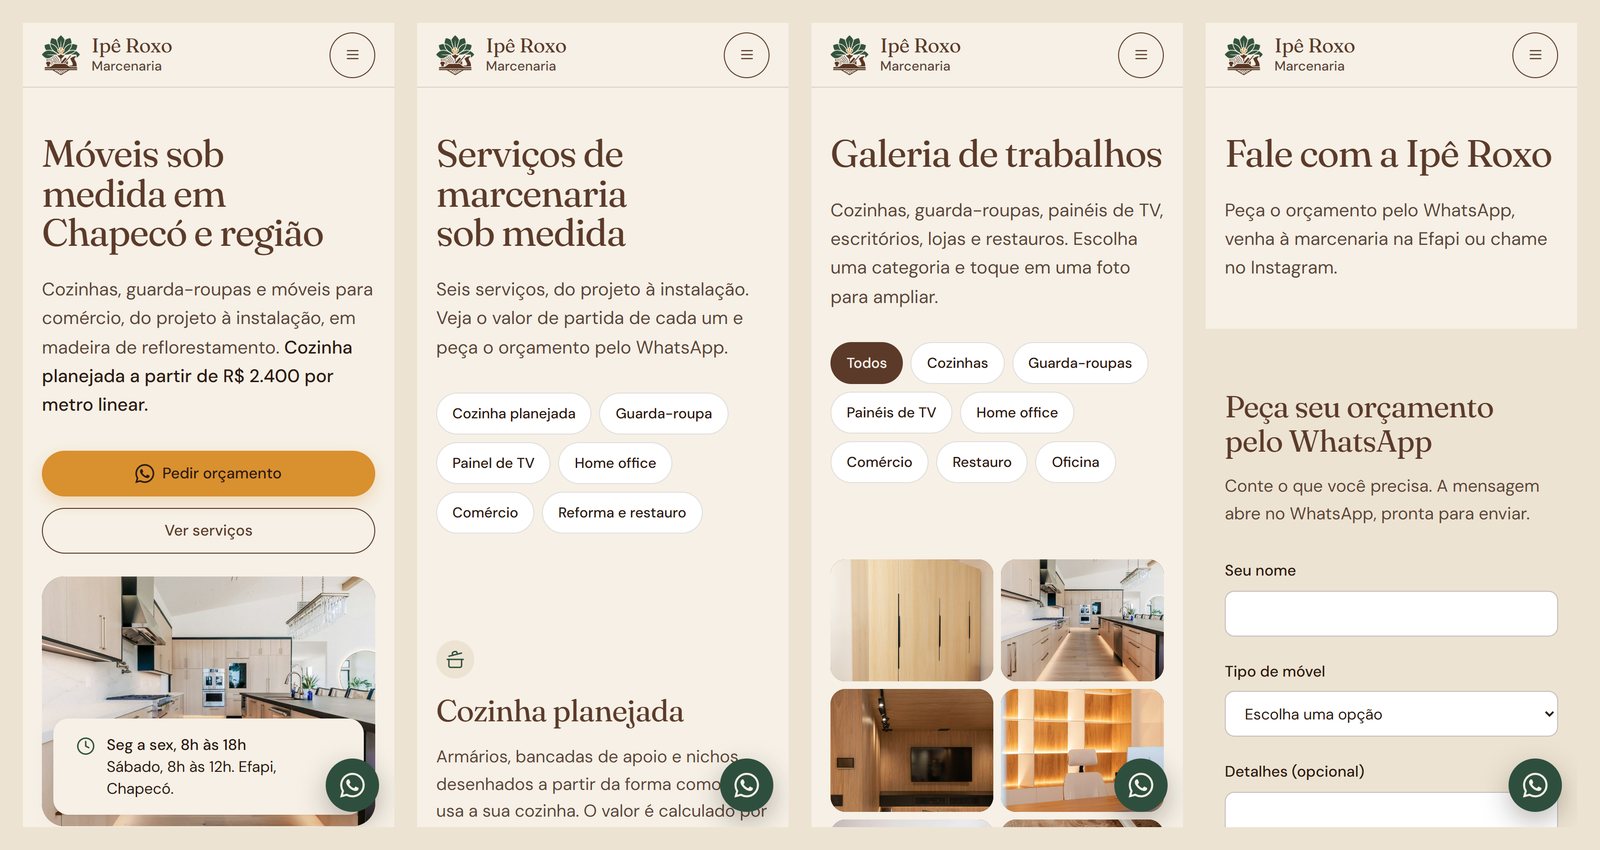 Ipê Roxo
Marcenaria
Móveis sob
medida em
Chapecó e região
Cozinhas, guarda-roupas e móveis para
comércio, do projeto à instalação, em
madeira de reflorestamento. Cozinha
planejada a partir de R$ 2.400 por
metro linear.
Pedir orçamento
Ver serviços
Seg a sex, 8h às 18h
Sábado, 8h às 12h. Efapi,
Chapecó.
Ipê Roxo
Marcenaria
Serviços de
marcenaria
sob medida
Seis serviços, do projeto à instalação.
Veja o valor de partida de cada um e
peça o orçamento pelo WhatsApp.
Cozinha planejada
Guarda-roupa
Painel de TV
Home office
Comércio
Reforma e restauro
Cozinha planejada
Armários, bancadas de apoio e nichos
desenhados a partir da forma como
usa a sua cozinha. O valor é calculado por
Ipê Roxo
Marcenaria
Galeria de trabalhos
Cozinhas, guarda-roupas, painéis de TV,
escritórios, lojas e restauros. Escolha
uma categoria e toque em uma foto
para ampliar.
Todos
Cozinhas
Guarda-roupas
Painéis de TV
Home office
Comércio
Restauro
Oficina
Ipê Roxo
Marcenaria
Fale com a Ipê Roxo
Peça o orçamento pelo WhatsApp,
venha à marcenaria na Efapi ou chame
no Instagram.
Peça seu orçamento
pelo WhatsApp
Conte o que você precisa. A mensagem
abre no WhatsApp, pronta para enviar.
Seu nome
Tipo de móvel
Escolha uma opção
Detalhes (opcional)